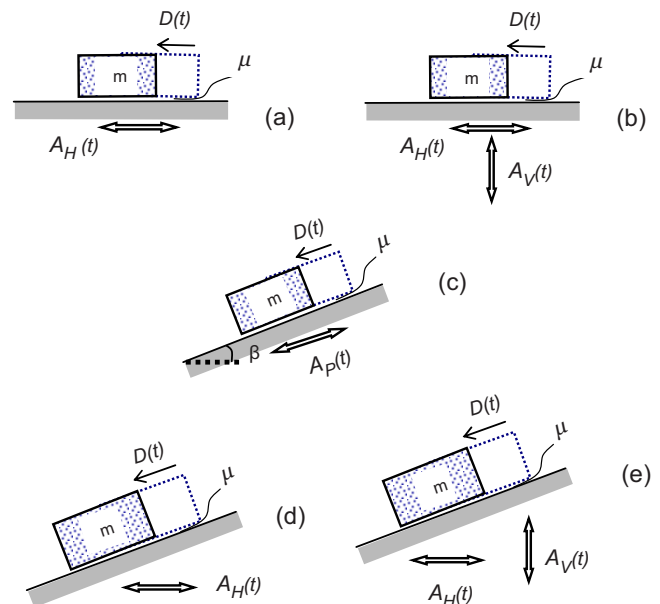 D(t)
m
μ
A_H (t)
(a)
D(t)
m
μ
A_H(t)
A_V(t)
(b)
D(t)
μ
m
β
A_P(t)
(c)
D(t)
μ
m
A_H(t)
(d)
D(t)
μ
m
A_H(t)
A_V(t)
(e)